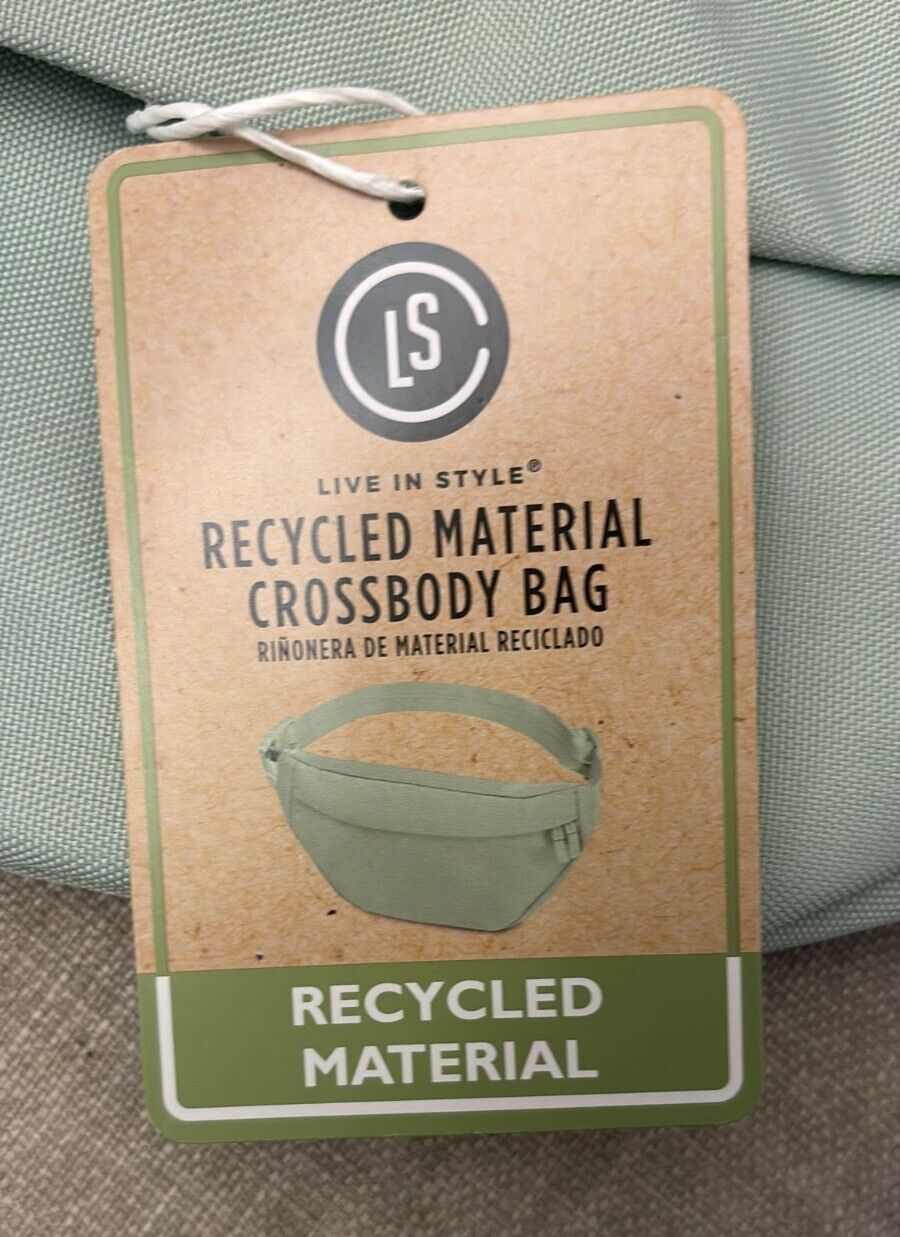 LS
LIVE IN STYLE®
RECYCLED MATERIAL
CROSSBODY BAG
RIÑONERA DE MATERIAL RECICLADO
RECYCLED
MATERIAL